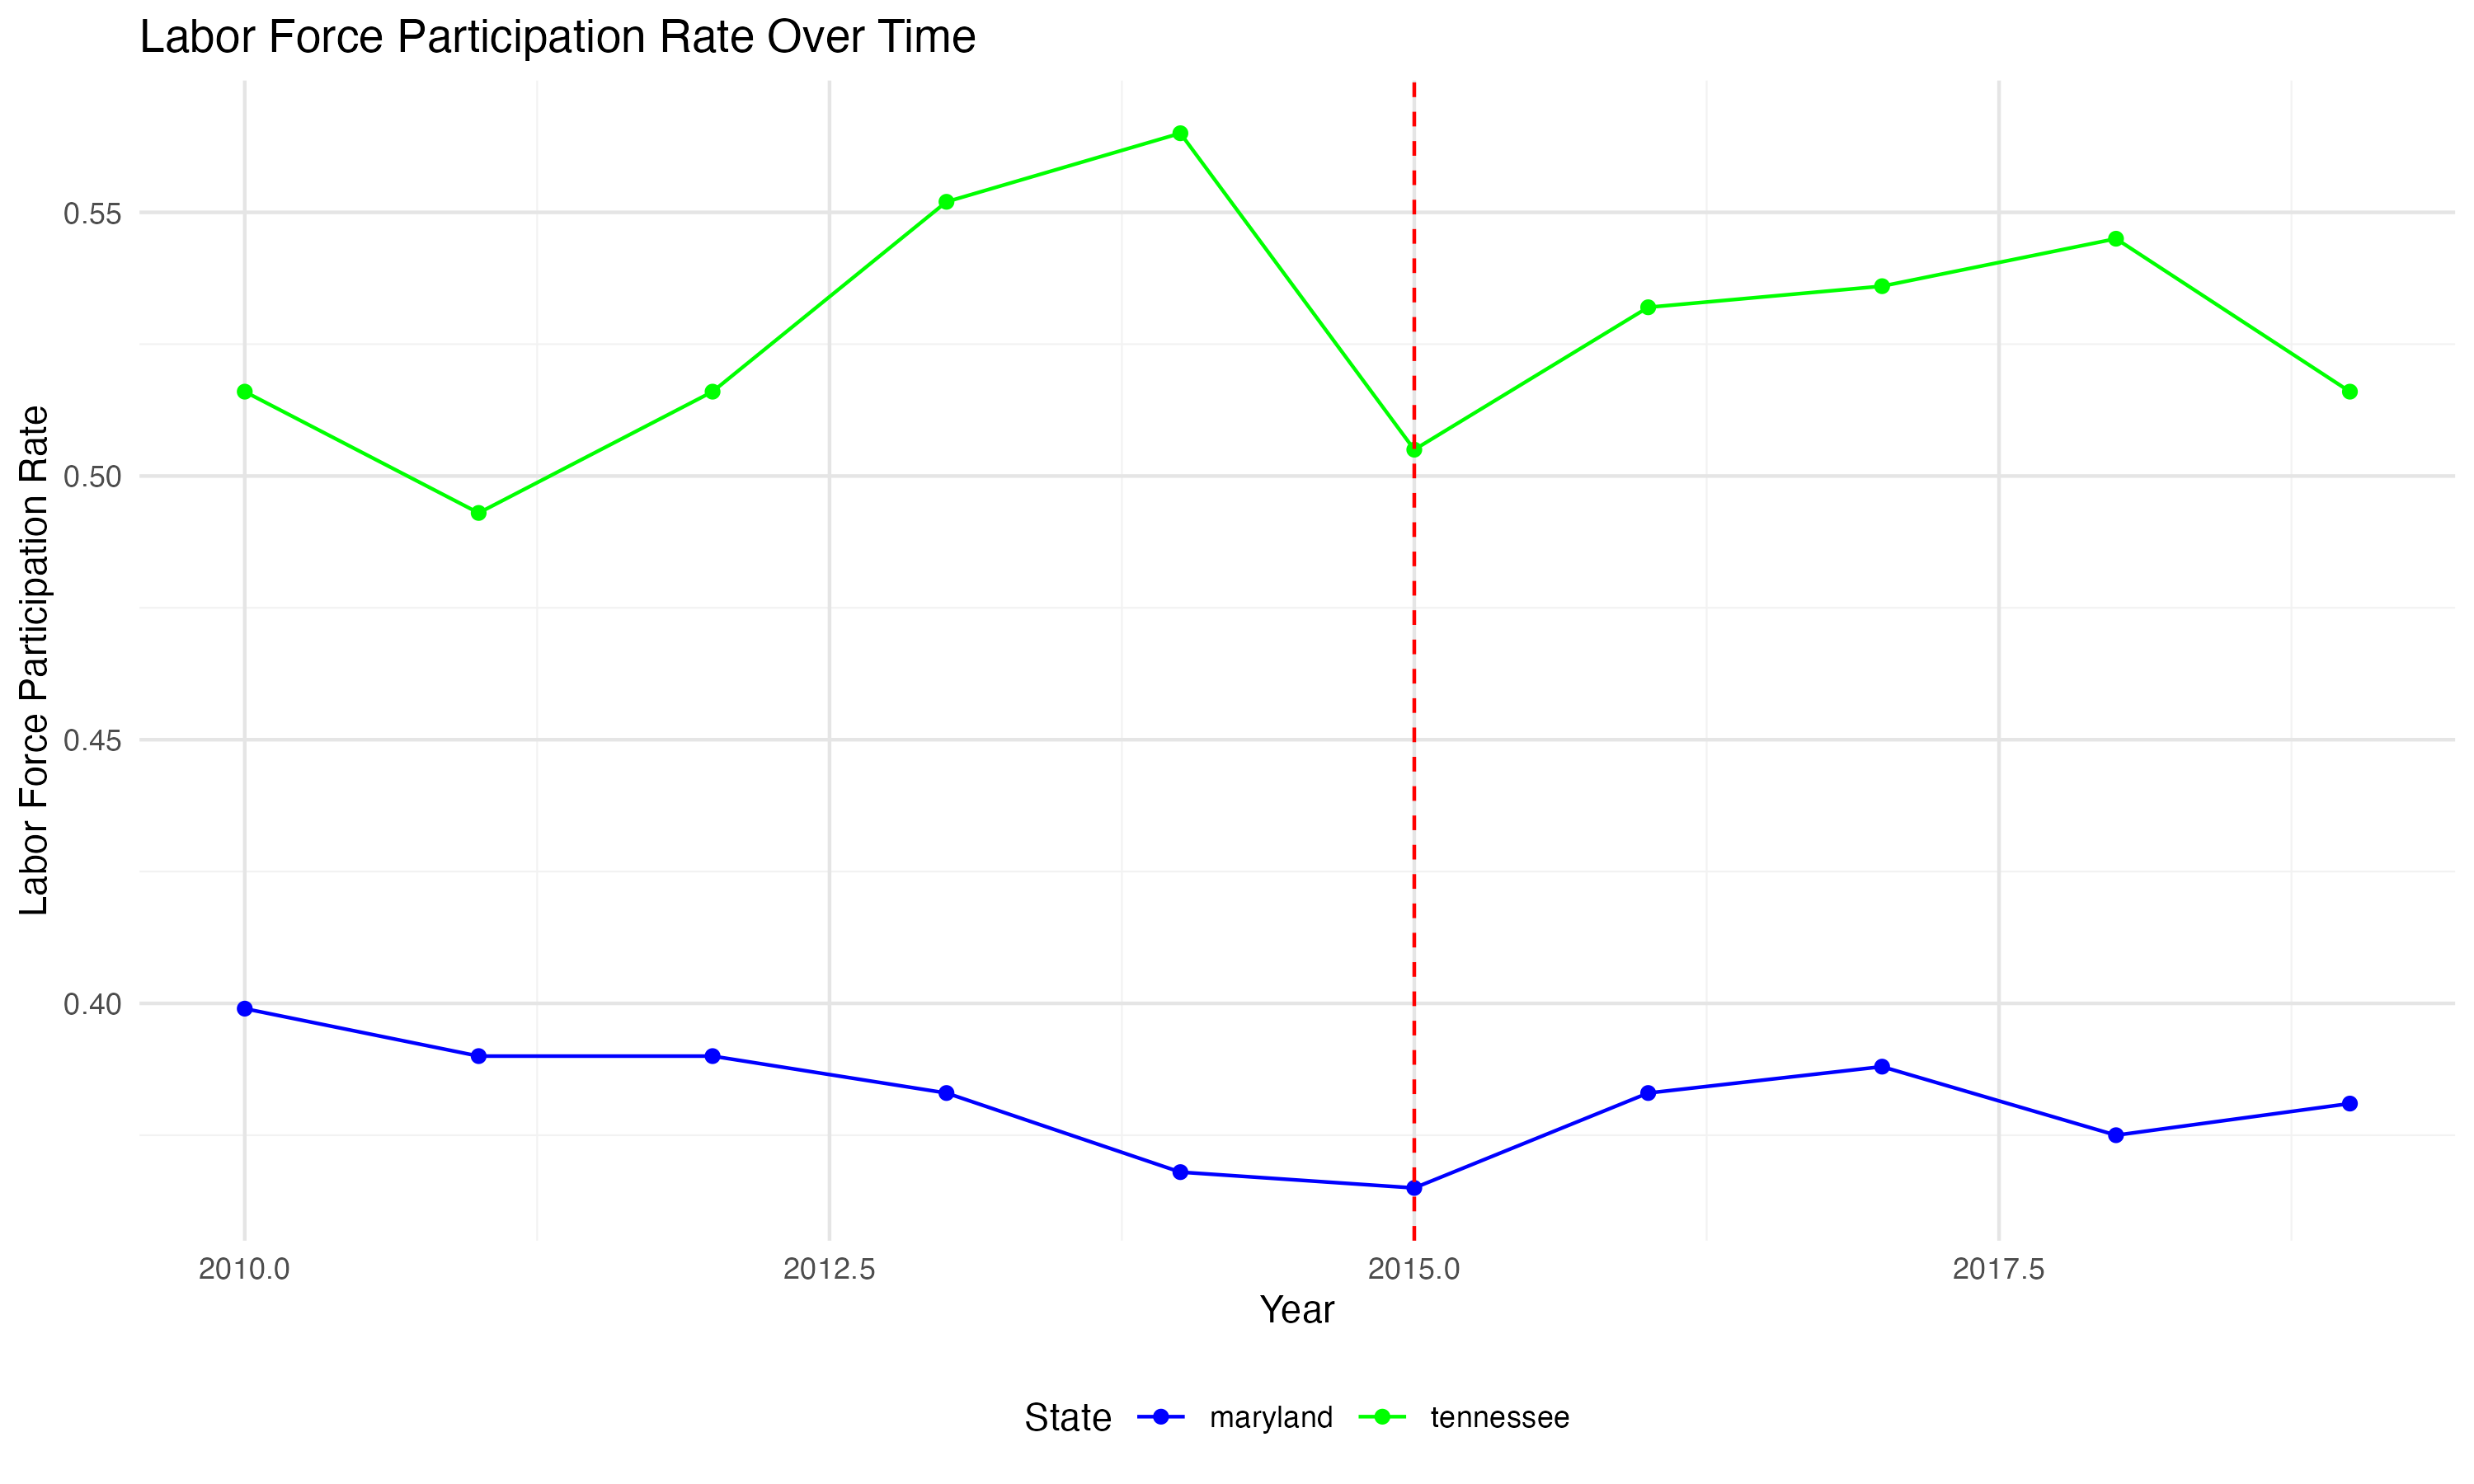 Labor Force Participation Rate Over Time
Labor Force Participation Rate
0.55
0.50
0.45
0.40
2010.0 2012.5 2015.0 2017.5
Year
State maryland tennessee